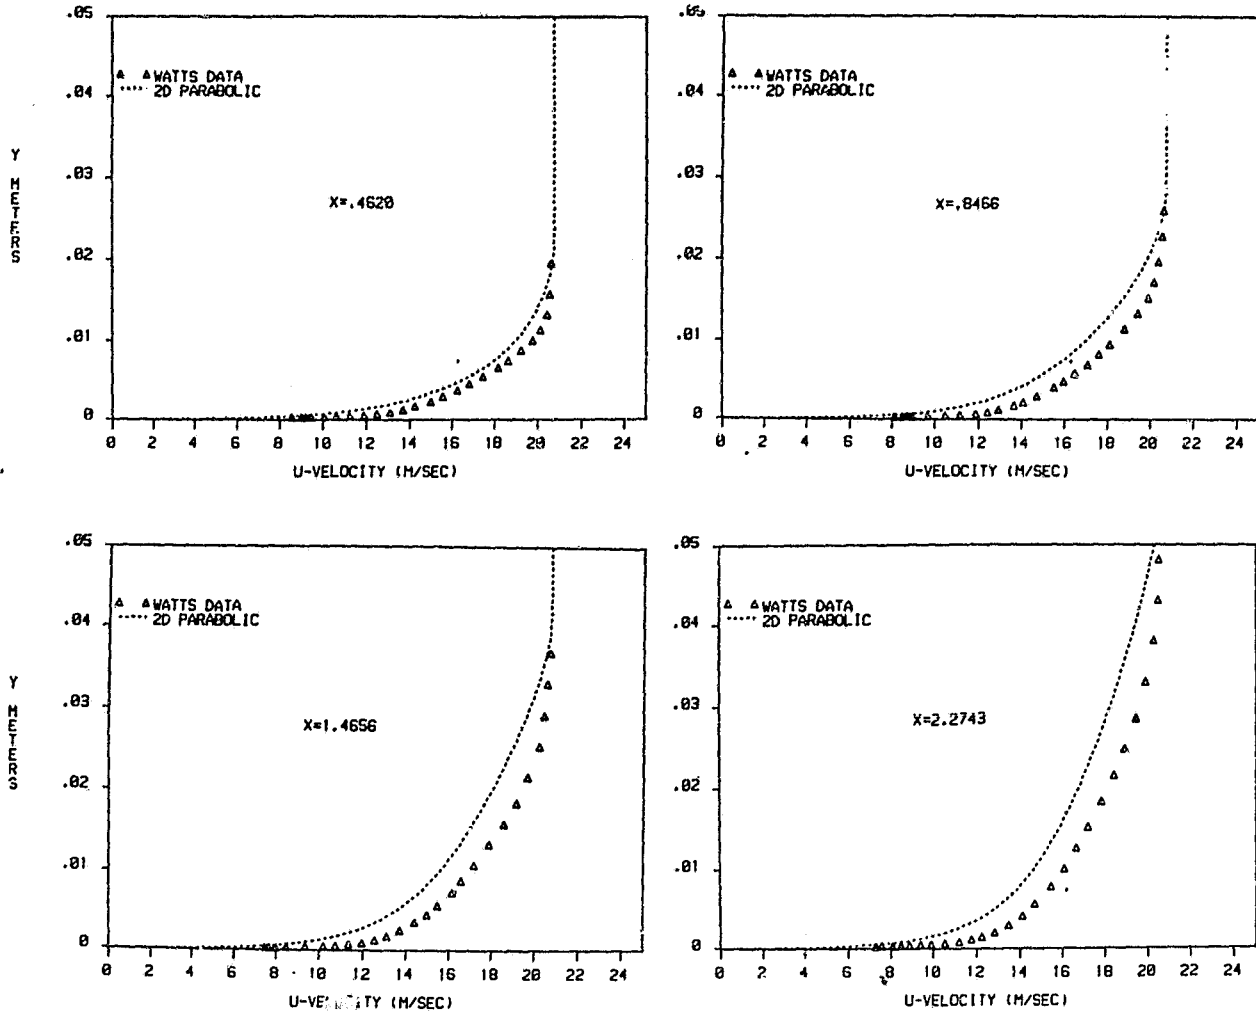 .05
WATTS DATA
2D PARABOLIC
.04
Y METERS
.03
X=.4620
.02
.01
0
0 2 4 6 8 10 12 14 16 18 20 22 24
U-VELOCITY (M/SEC)
.05
WATTS DATA
2D PARABOLIC
.04
.03
X=.8466
.02
.01
0
0 2 4 6 8 10 12 14 16 18 20 22 24
U-VELOCITY (M/SEC)
.05
WATTS DATA
2D PARABOLIC
.04
Y METERS
.03
X=1.4656
.02
.01
0
0 2 4 6 8 10 12 14 16 18 20 22 24
(M/SEC)
.05
WATTS DATA
2D PARABOLIC
.04
.03
X=2.2743
.02
.01
0
0 2 4 6 8 10 12 14 16 18 20 22 24
U-VELOCITY (M/SEC)